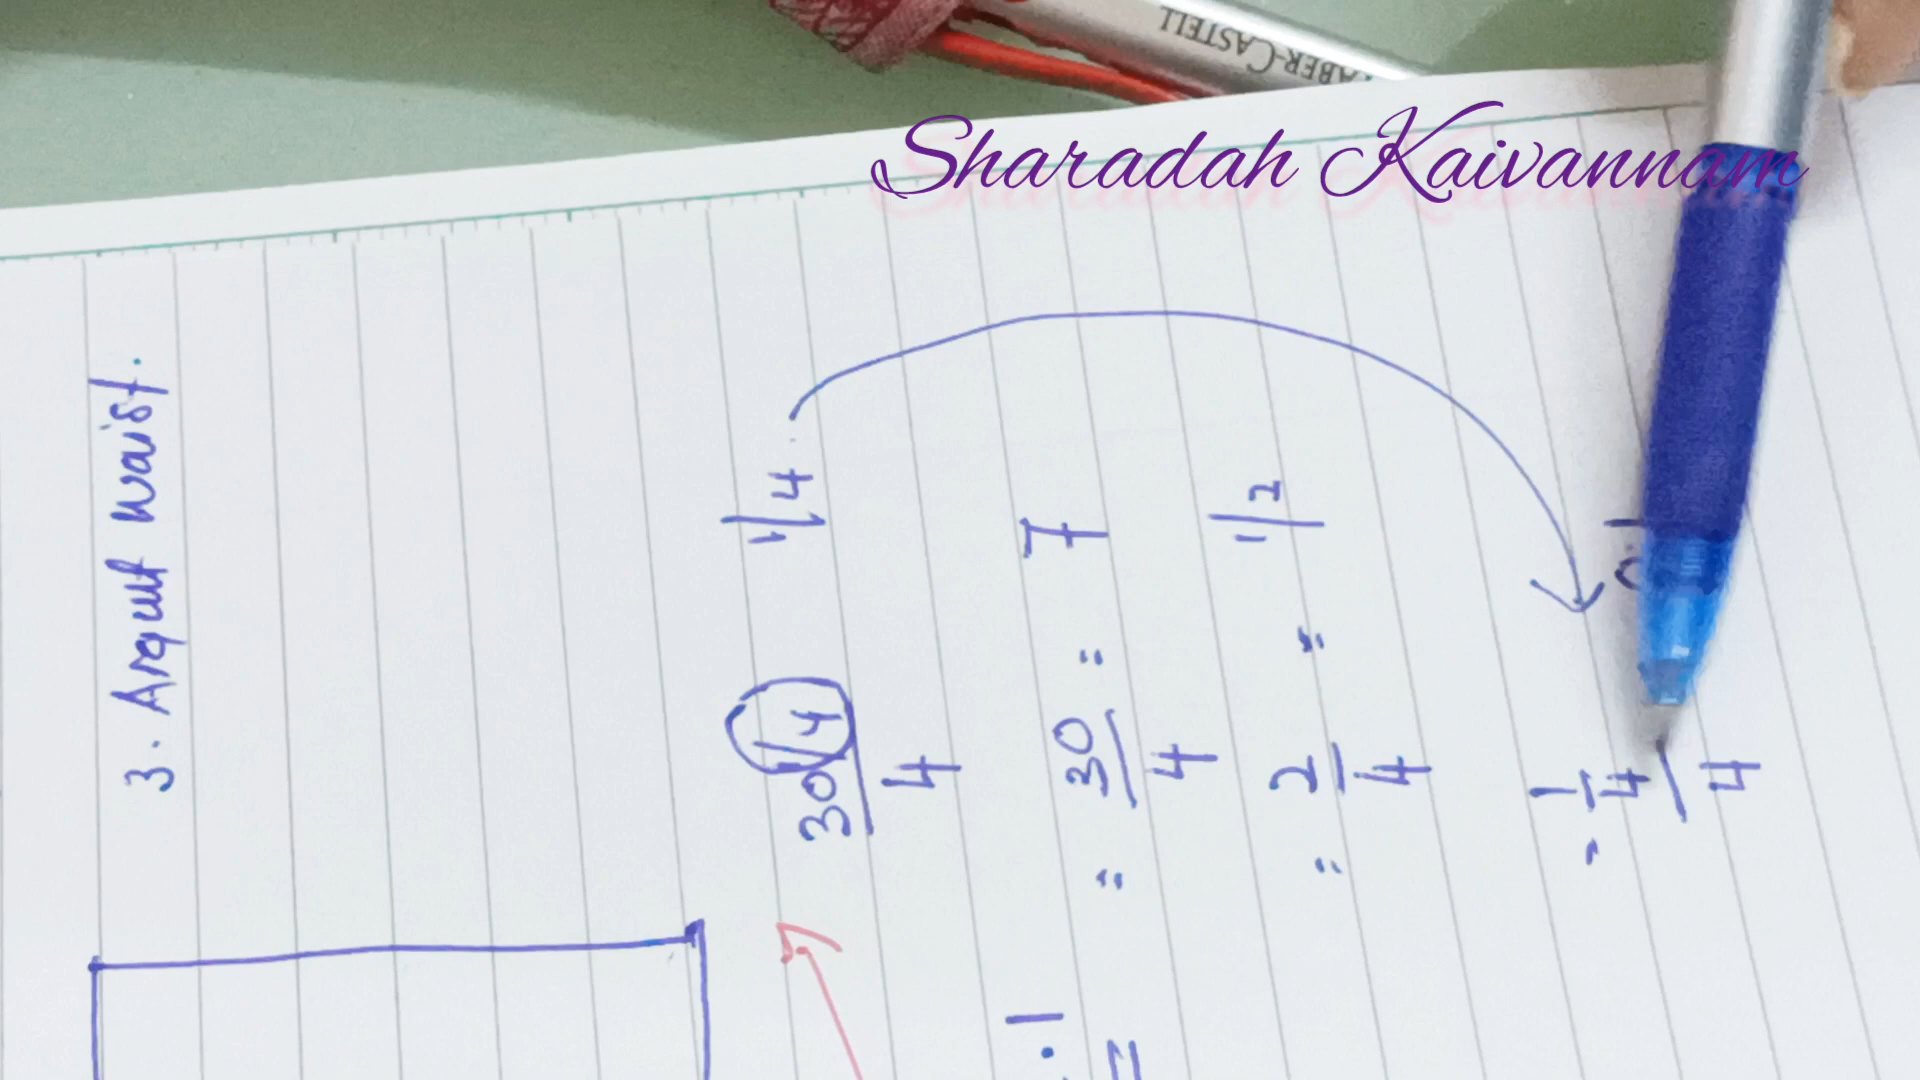 FABER-CASTELL
Sharadah Kaivannam
3. Arqeut waist.
30 1/4 / 4 1/4
= 30/4 = 7
= 2/4 = 1/2